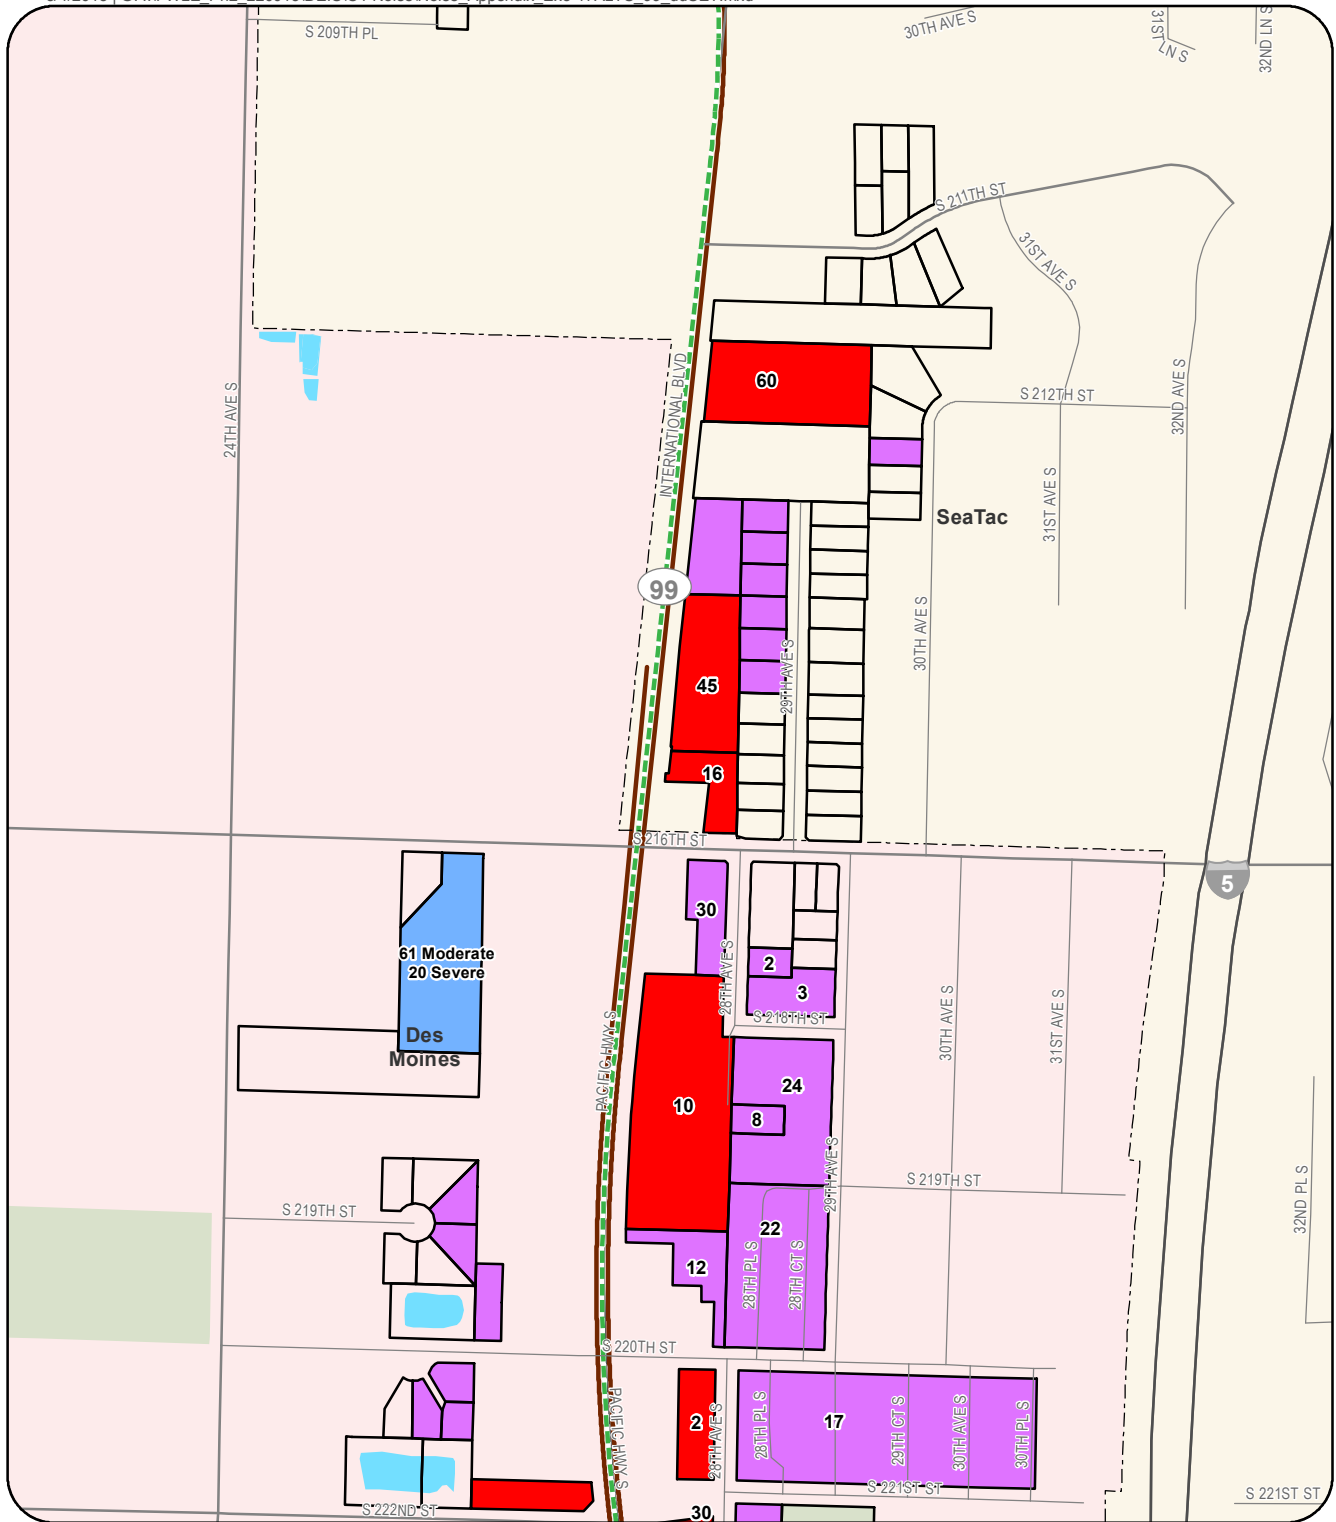 S 209TH PL
30TH AVE S
31ST
LN S
32ND LN S
S 211TH ST
31ST AVE S
INTERNATIONAL BLVD
60
24TH AVE S
S 212TH ST
32ND AVE S
31ST AVE S
SeaTac
99
45
29TH AVE S
30TH AVE S
16
S 216TH ST
5
30
61 Moderate
20 Severe
2
3
28TH AVE S
S 218TH ST
30TH AVE S
31ST AVE S
Des
Moines
PACIFIC HWY S
24
10
8
29TH AVE S
S 219TH ST
S 219TH ST
32ND PL S
22
12
28TH PL S
28TH CT S
S 220TH ST
PACIFIC HWY S
2
28TH AVE S
28TH PL S
17
29TH CT S
30TH AVE S
30TH PL S
S 221ST ST
S 221ST ST
S 222ND ST
30